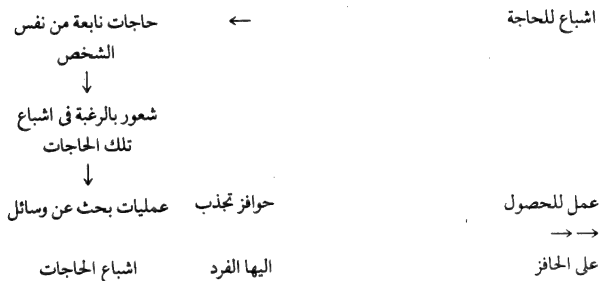 اشباع للحاجة ← حاجات نابعة من نفس
الشخص
↓
شعور بالرغبة فى اشباع
تلك الحاجات
↓
عمل للحصول حوافز تجذب عمليات بحث عن وسائل
→→
على الحافز اليها الفرد اشباع الحاجات